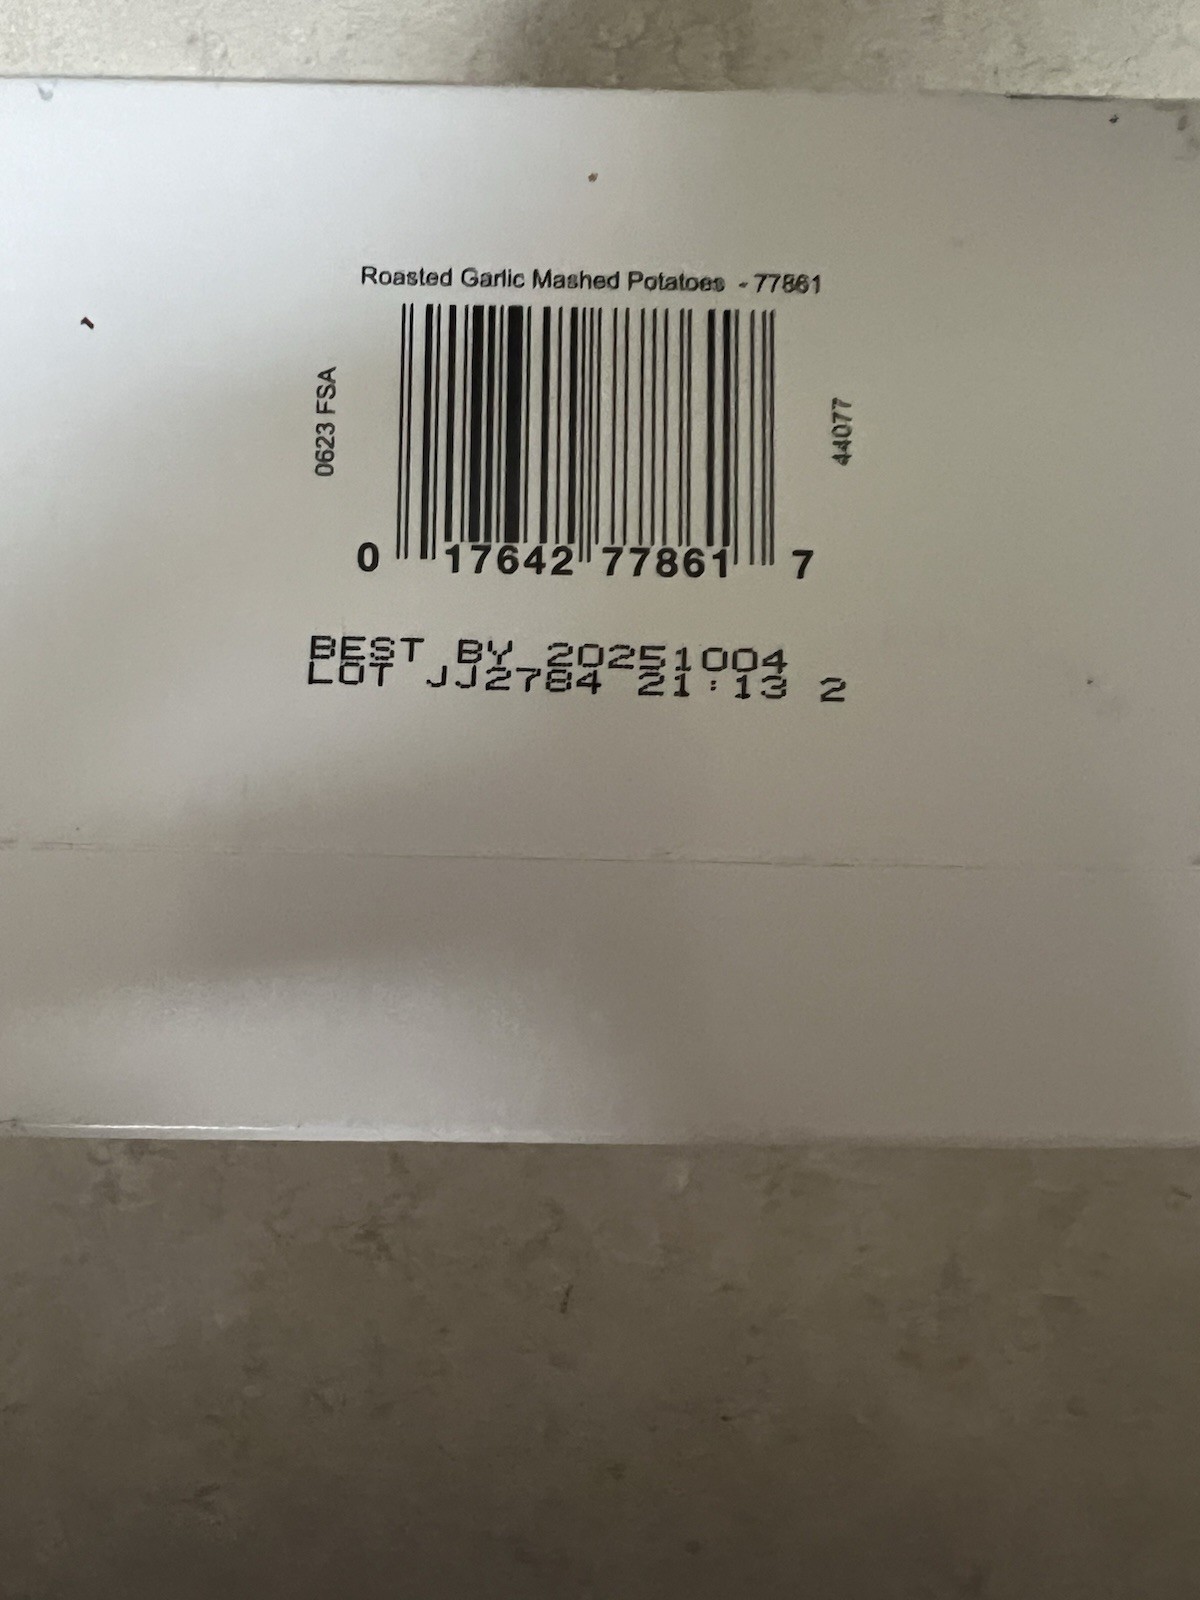 Roasted Garlic Mashed Potatoes - 77861
0623 FSA
44077
0 17642 77861 7
BEST BY 20251004
LOT JJ2784 21:13 2